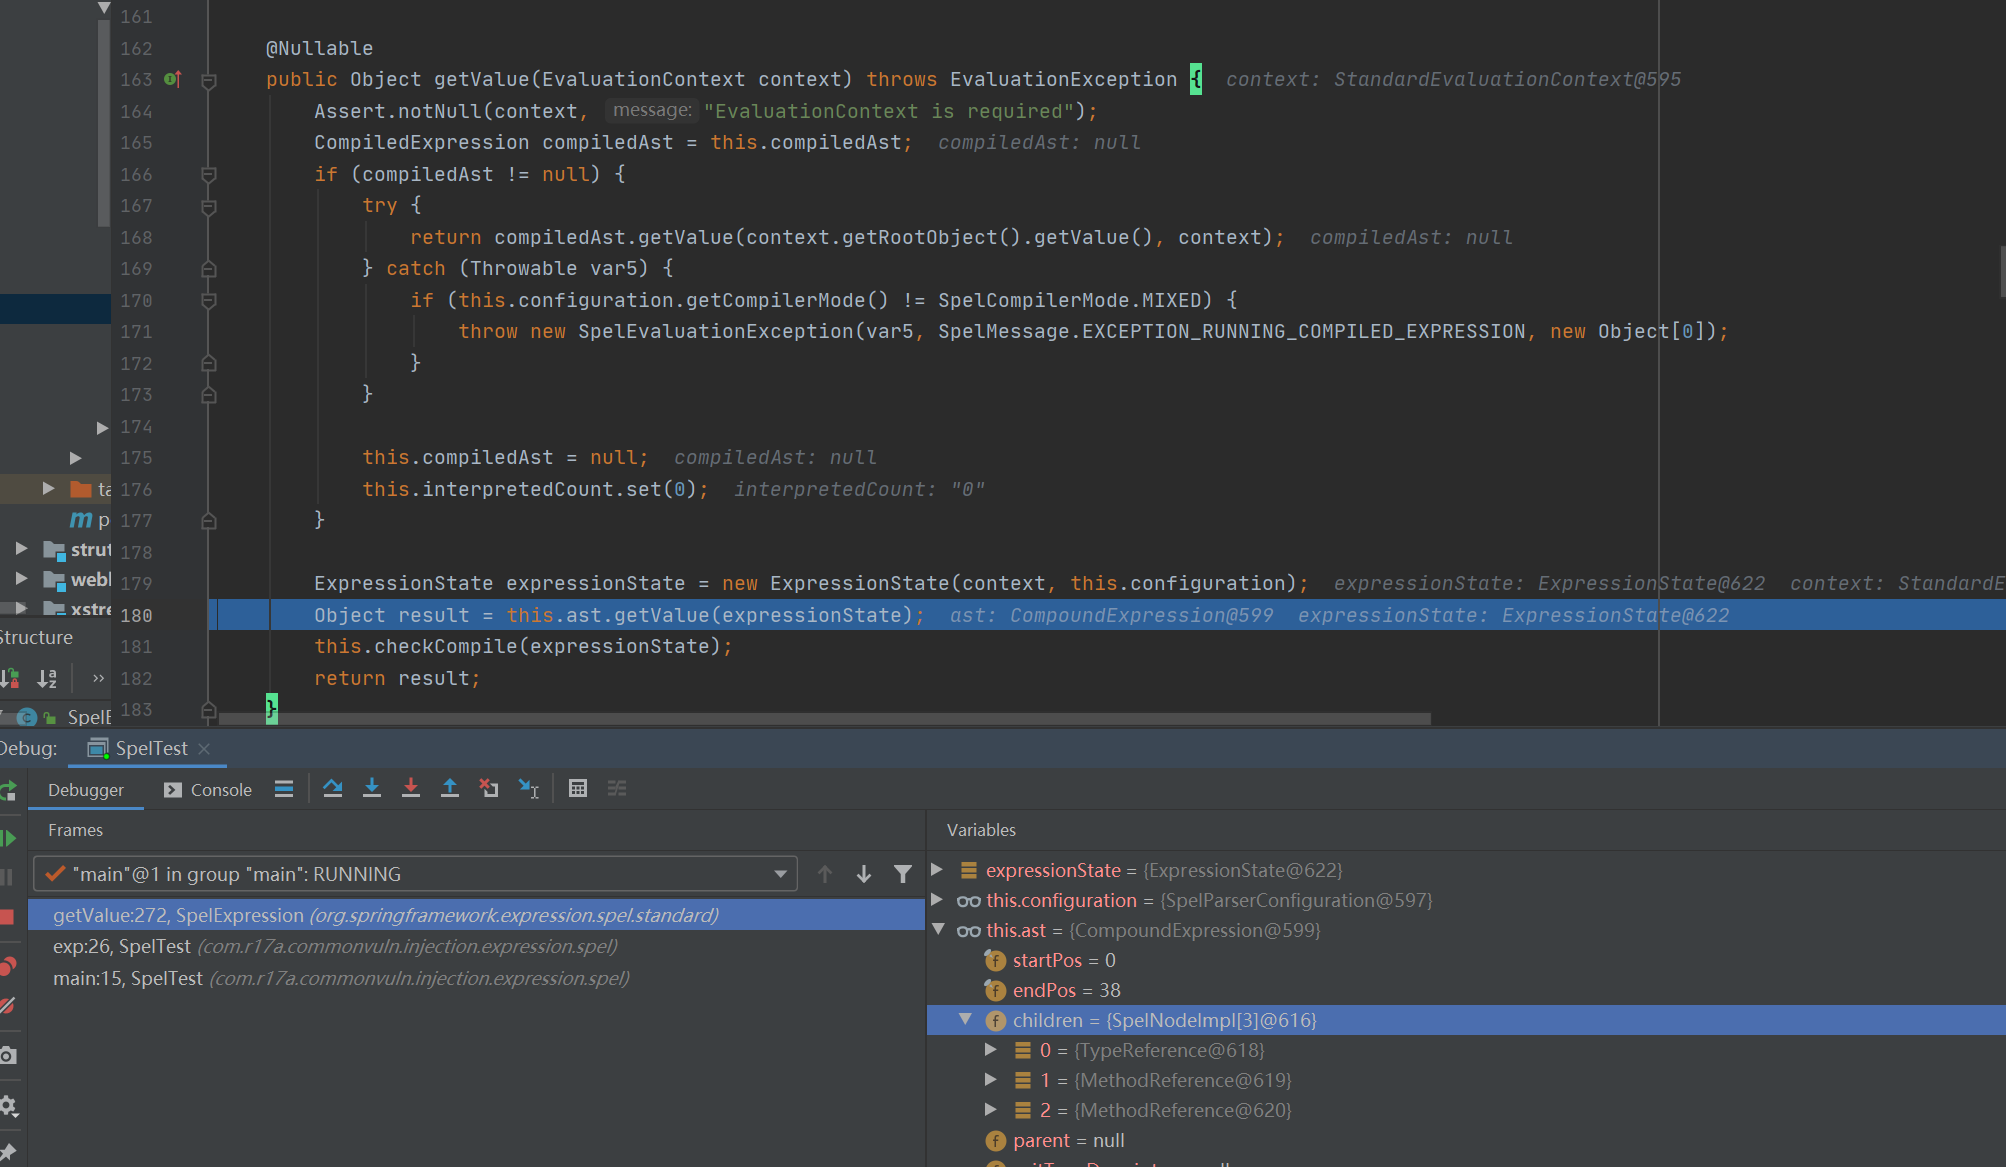 161
162 @Nullable
163 public Object getValue(EvaluationContext context) throws EvaluationException { context: StandardEvaluationContext@595
164 Assert.notNull(context, message: "EvaluationContext is required");
165 CompiledExpression compiledAst = this.compiledAst; compiledAst: null
166 if (compiledAst != null) {
167 try {
168 return compiledAst.getValue(context.getRootObject().getValue(), context); compiledAst: null
169 } catch (Throwable var5) {
170 if (this.configuration.getCompilerMode() != SpelCompilerMode.MIXED) {
171 throw new SpelEvaluationException(var5, SpelMessage.EXCEPTION_RUNNING_COMPILED_EXPRESSION, new Object[0]);
172 }
173 }
174
175 this.compiledAst = null; compiledAst: null
ta 176 this.interpretedCount.set(0); interpretedCount: "0"
m p 177 }
strut 178
webl 179 ExpressionState expressionState = new ExpressionState(context, this.configuration); expressionState: ExpressionState@622 context: StandardE
xstre 180 Object result = this.ast.getValue(expressionState); ast: CompoundExpression@599 expressionState: ExpressionState@622
Structure 181 this.checkCompile(expressionState);
182 return result;
SpelE 183 }
Debug: SpelTest
Debugger Console
Frames
"main"@1 in group "main": RUNNING
getValue:272, SpelExpression (org.springframework.expression.spel.standard)
exp:26, SpelTest (com.r17a.commonvuln.injection.expression.spel)
main:15, SpelTest (com.r17a.commonvuln.injection.expression.spel)
Variables
expressionState = {ExpressionState@622}
this.configuration = {SpelParserConfiguration@597}
this.ast = {CompoundExpression@599}
startPos = 0
endPos = 38
children = {SpelNodeImpl[3]@616}
0 = {TypeReference@618}
1 = {MethodReference@619}
2 = {MethodReference@620}
parent = null